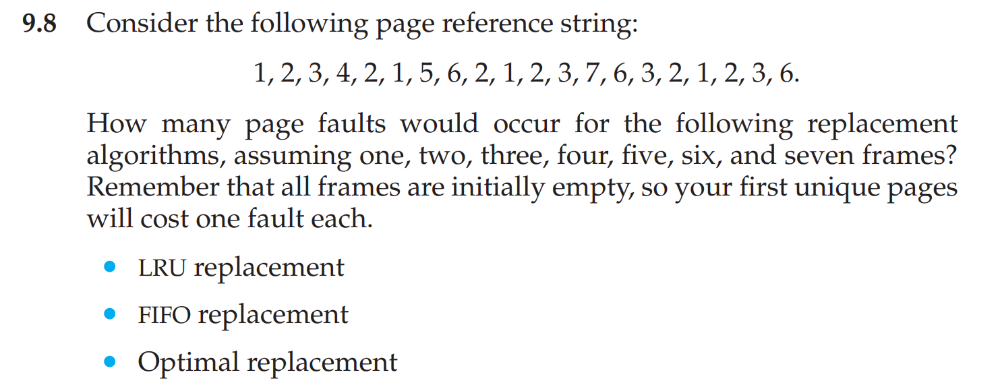 9.8 Consider the following page reference string:
1, 2, 3, 4, 2, 1, 5, 6, 2, 1, 2, 3, 7, 6, 3, 2, 1, 2, 3, 6.
How many page faults would occur for the following replacement
algorithms, assuming one, two, three, four, five, six, and seven frames?
Remember that all frames are initially empty, so your first unique pages
will cost one fault each.
• LRU replacement
• FIFO replacement
• Optimal replacement